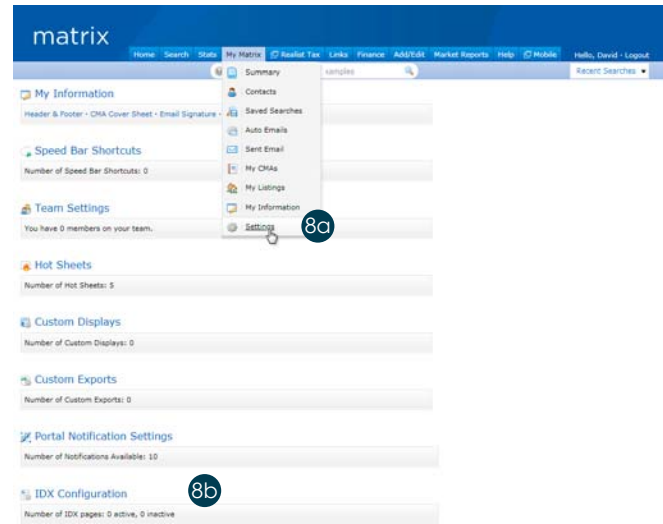 matrix
Home Search Stats My Matrix Realist Tax Links Finance Add/Edit Market Reports Help Mobile Hello, David - Logout
samples Recent Searches
Summary
Contacts
Saved Searches
Auto Emails
Sent Email
My CMAs
My Listings
My Information
Settings
8a
My Information
Header & Footer - CMA Cover Sheet - Email Signature -
Speed Bar Shortcuts
Number of Speed Bar Shortcuts: 0
Team Settings
You have 0 members on your team.
Hot Sheets
Number of Hot Sheets: 5
Custom Displays
Number of Custom Displays: 0
Custom Exports
Number of Custom Exports: 0
Portal Notification Settings
Number of Notifications Available: 10
IDX Configuration
8b
Number of IDX pages: 0 active, 0 inactive